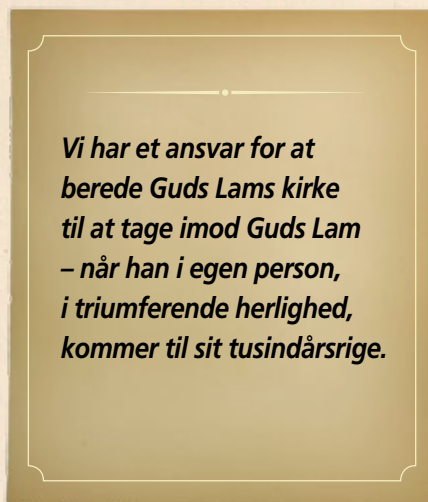 Vi har et ansvar for at
berede Guds Lams kirke
til at tage imod Guds Lam
– når han i egen person,
i triumferende herlighed,
kommer til sit tusindårsrige.